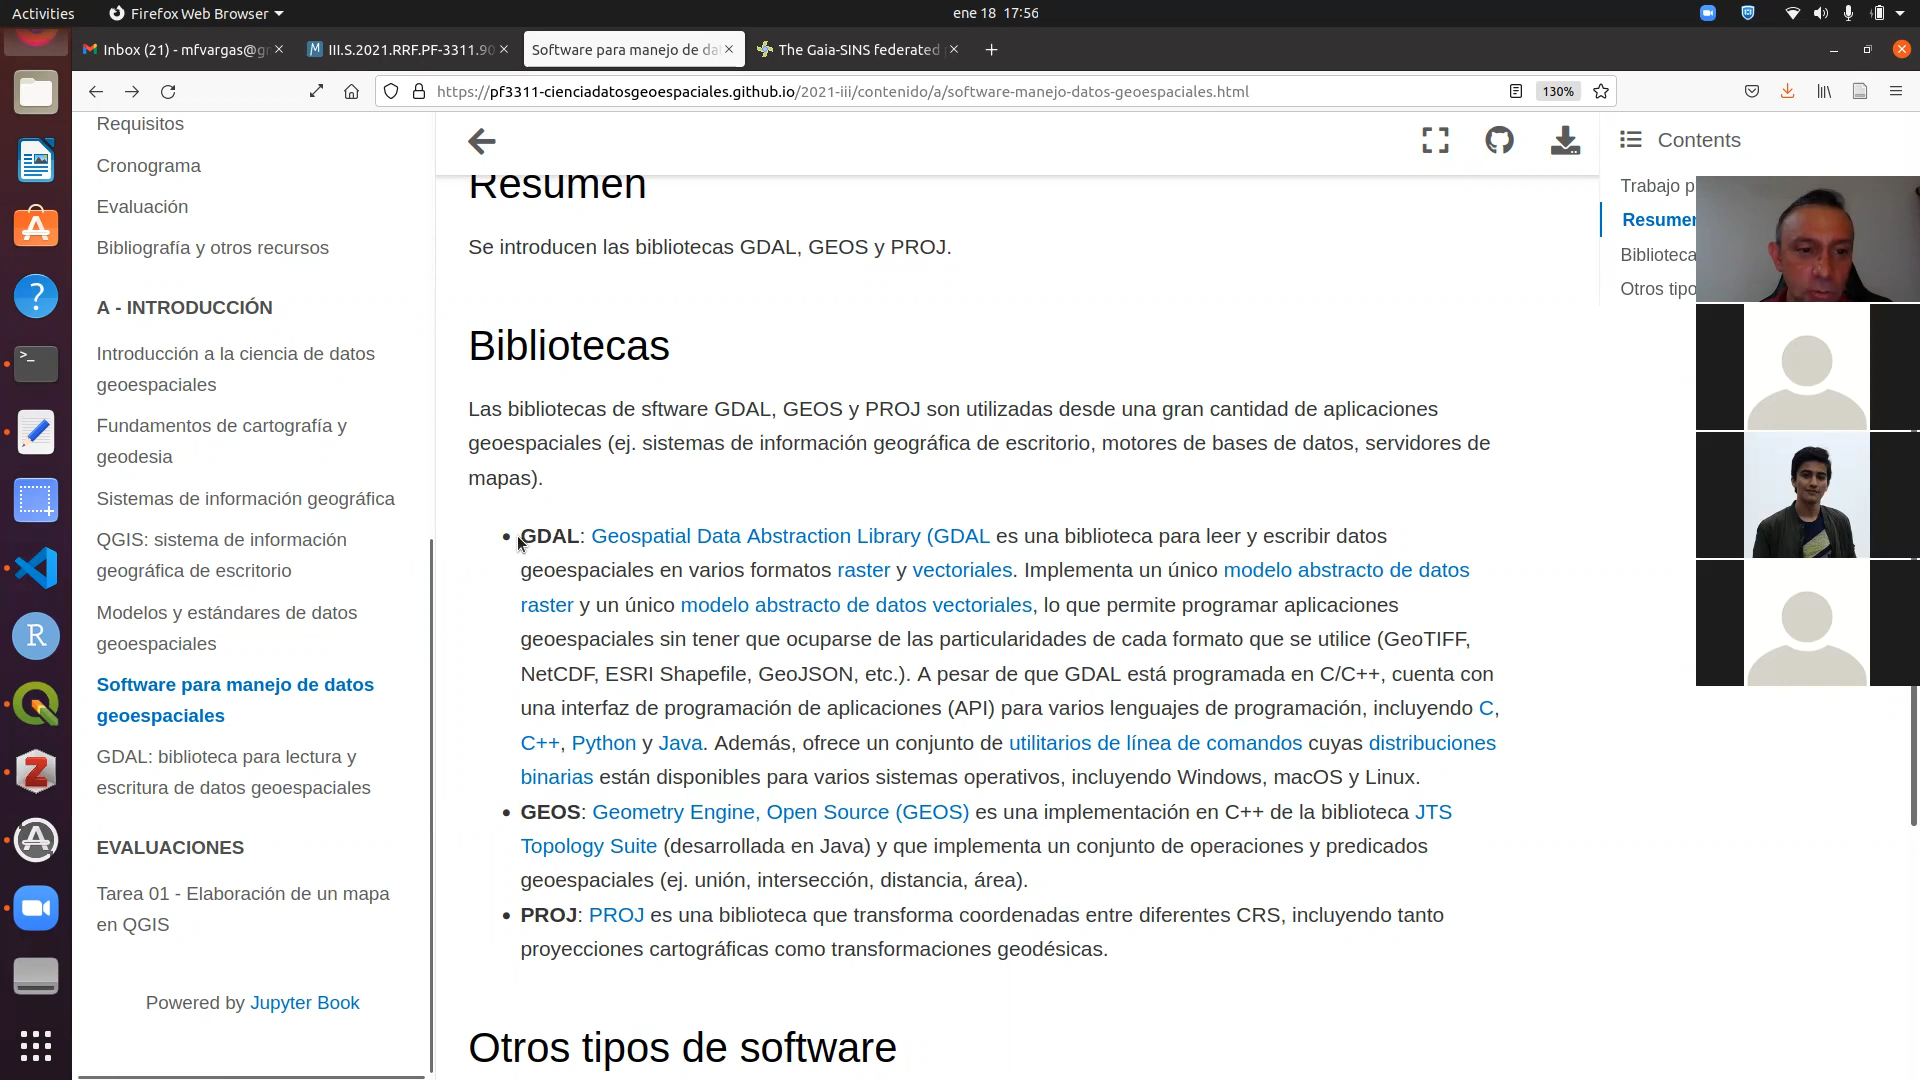 Activities
Firefox Web Browser
ene 18 17:56
Inbox (21) - mfvargas@g
III.S.2021.RRF.PF-3311.90
Software para manejo de da
The Gaia-SINS federated
https://pf3311-cienciadatosgeoespaciales.github.io/2021-iii/contenido/a/software-manejo-datos-geoespaciales.html
130%
Requisitos
Cronograma
Evaluación
Bibliografía y otros recursos
A - INTRODUCCIÓN
Introducción a la ciencia de datos
geoespaciales
Fundamentos de cartografía y
geodesia
Sistemas de información geográfica
QGIS: sistema de información
geográfica de escritorio
Modelos y estándares de datos
geoespaciales
Software para manejo de datos
geoespaciales
GDAL: biblioteca para lectura y
escritura de datos geoespaciales
EVALUACIONES
Tarea 01 - Elaboración de un mapa
en QGIS
Powered by Jupyter Book
Resumen
Se introducen las bibliotecas GDAL, GEOS y PROJ.
Bibliotecas
Las bibliotecas de sftware GDAL, GEOS y PROJ son utilizadas desde una gran cantidad de aplicaciones
geoespaciales (ej. sistemas de información geográfica de escritorio, motores de bases de datos, servidores de
mapas).
• GDAL: Geospatial Data Abstraction Library (GDAL es una biblioteca para leer y escribir datos
geoespaciales en varios formatos raster y vectoriales. Implementa un único modelo abstracto de datos
raster y un único modelo abstracto de datos vectoriales, lo que permite programar aplicaciones
geoespaciales sin tener que ocuparse de las particularidades de cada formato que se utilice (GeoTIFF,
NetCDF, ESRI Shapefile, GeoJSON, etc.). A pesar de que GDAL está programada en C/C++, cuenta con
una interfaz de programación de aplicaciones (API) para varios lenguajes de programación, incluyendo C,
C++, Python y Java. Además, ofrece un conjunto de utilitarios de línea de comandos cuyas distribuciones
binarias están disponibles para varios sistemas operativos, incluyendo Windows, macOS y Linux.
• GEOS: Geometry Engine, Open Source (GEOS) es una implementación en C++ de la biblioteca JTS
Topology Suite (desarrollada en Java) y que implementa un conjunto de operaciones y predicados
geoespaciales (ej. unión, intersección, distancia, área).
• PROJ: PROJ es una biblioteca que transforma coordenadas entre diferentes CRS, incluyendo tanto
proyecciones cartográficas como transformaciones geodésicas.
Otros tipos de software
Contents
Trabajo p
Resumen
Biblioteca
Otros tipo